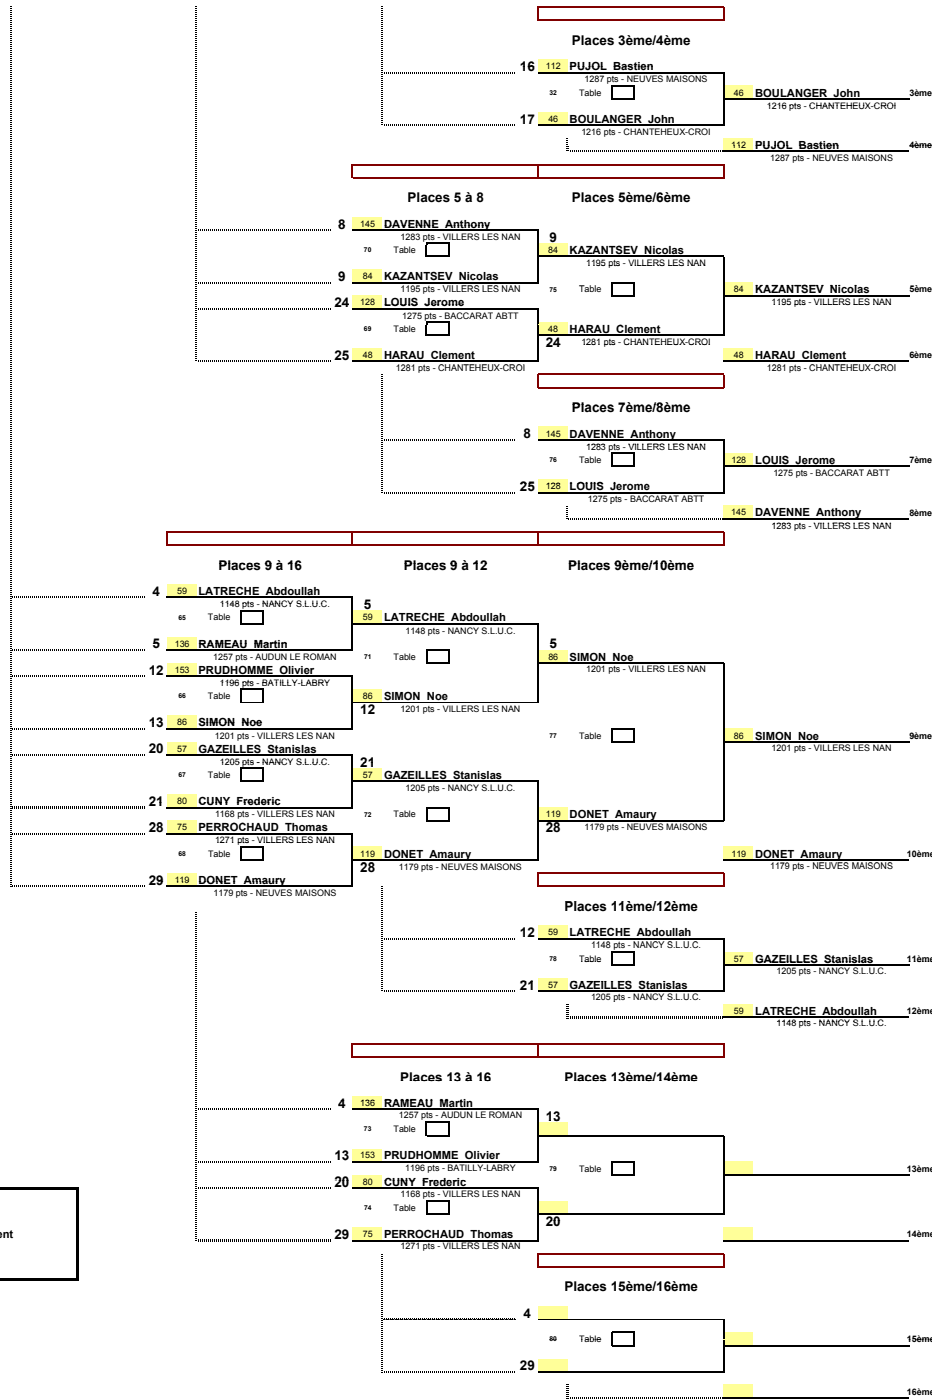 Places 3ème/4ème
16 112 PUJOL Bastien
1287 pts - NEUVES MAISONS
32 Table
46 BOULANGER John 3ème
1216 pts - CHANTEHEUX-CROI
17 46 BOULANGER John
1216 pts - CHANTEHEUX-CROI
112 PUJOL Bastien 4ème
1287 pts - NEUVES MAISONS
Places 5 à 8 Places 5ème/6ème
8 145 DAVENNE Anthony
1283 pts - VILLERS LES NAN
70 Table
9
84 KAZANTSEV Nicolas
1195 pts - VILLERS LES NAN
9 84 KAZANTSEV Nicolas
1195 pts - VILLERS LES NAN
75 Table
84 KAZANTSEV Nicolas 5ème
1195 pts - VILLERS LES NAN
24 128 LOUIS Jerome
1275 pts - BACCARAT ABTT
69 Table
48 HARAU Clement
24 1281 pts - CHANTEHEUX-CROI
25 48 HARAU Clement
1281 pts - CHANTEHEUX-CROI
48 HARAU Clement 6ème
1281 pts - CHANTEHEUX-CROI
Places 7ème/8ème
8 145 DAVENNE Anthony
1283 pts - VILLERS LES NAN
76 Table
128 LOUIS Jerome 7ème
1275 pts - BACCARAT ABTT
25 128 LOUIS Jerome
1275 pts - BACCARAT ABTT
145 DAVENNE Anthony 8ème
1283 pts - VILLERS LES NAN
Places 9 à 16 Places 9 à 12 Places 9ème/10ème
4 59 LATRECHE Abdoullah
1148 pts - NANCY S.L.U.C.
65 Table
5
59 LATRECHE Abdoullah
1148 pts - NANCY S.L.U.C.
5 136 RAMEAU Martin
1257 pts - AUDUN LE ROMAN
71 Table
5
86 SIMON Noe
1201 pts - VILLERS LES NAN
12 153 PRUDHOMME Olivier
1196 pts - BATILLY-LABRY
66 Table
86 SIMON Noe
12 1201 pts - VILLERS LES NAN
13 86 SIMON Noe
1201 pts - VILLERS LES NAN
77 Table
86 SIMON Noe 9ème
1201 pts - VILLERS LES NAN
20 57 GAZEILLES Stanislas
1205 pts - NANCY S.L.U.C.
67 Table
21
57 GAZEILLES Stanislas
1205 pts - NANCY S.L.U.C.
21 80 CUNY Frederic
1168 pts - VILLERS LES NAN
72 Table
119 DONET Amaury
28 1179 pts - NEUVES MAISONS
28 75 PERROCHAUD Thomas
1271 pts - VILLERS LES NAN
68 Table
119 DONET Amaury
28 1179 pts - NEUVES MAISONS
119 DONET Amaury 10ème
1179 pts - NEUVES MAISONS
29 119 DONET Amaury
1179 pts - NEUVES MAISONS
Places 11ème/12ème
12 59 LATRECHE Abdoullah
1148 pts - NANCY S.L.U.C.
78 Table
57 GAZEILLES Stanislas 11ème
1205 pts - NANCY S.L.U.C.
21 57 GAZEILLES Stanislas
1205 pts - NANCY S.L.U.C.
59 LATRECHE Abdoullah 12ème
1148 pts - NANCY S.L.U.C.
Places 13 à 16 Places 13ème/14ème
4 136 RAMEAU Martin
1257 pts - AUDUN LE ROMAN
73 Table
13
13 153 PRUDHOMME Olivier
1196 pts - BATILLY-LABRY
79 Table
13ème
20 80 CUNY Frederic
1168 pts - VILLERS LES NAN
74 Table
20
29 75 PERROCHAUD Thomas
1271 pts - VILLERS LES NAN
ent
14ème
Places 15ème/16ème
4
80 Table
15ème
29
16ème